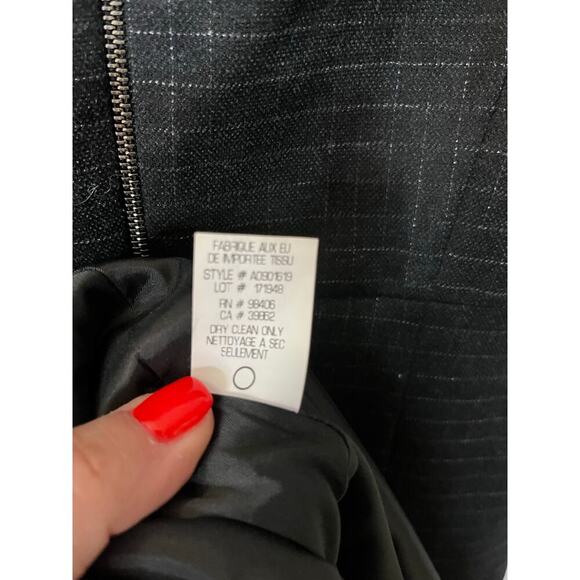 FABRIQUE AUX EU
DE IMPORTEE TISSU
STYLE # A0901619
LOT # 171948
RN # 98406
CA # 39862
DRY CLEAN ONLY
NETTOYAGE A SEC
SEULEMENT